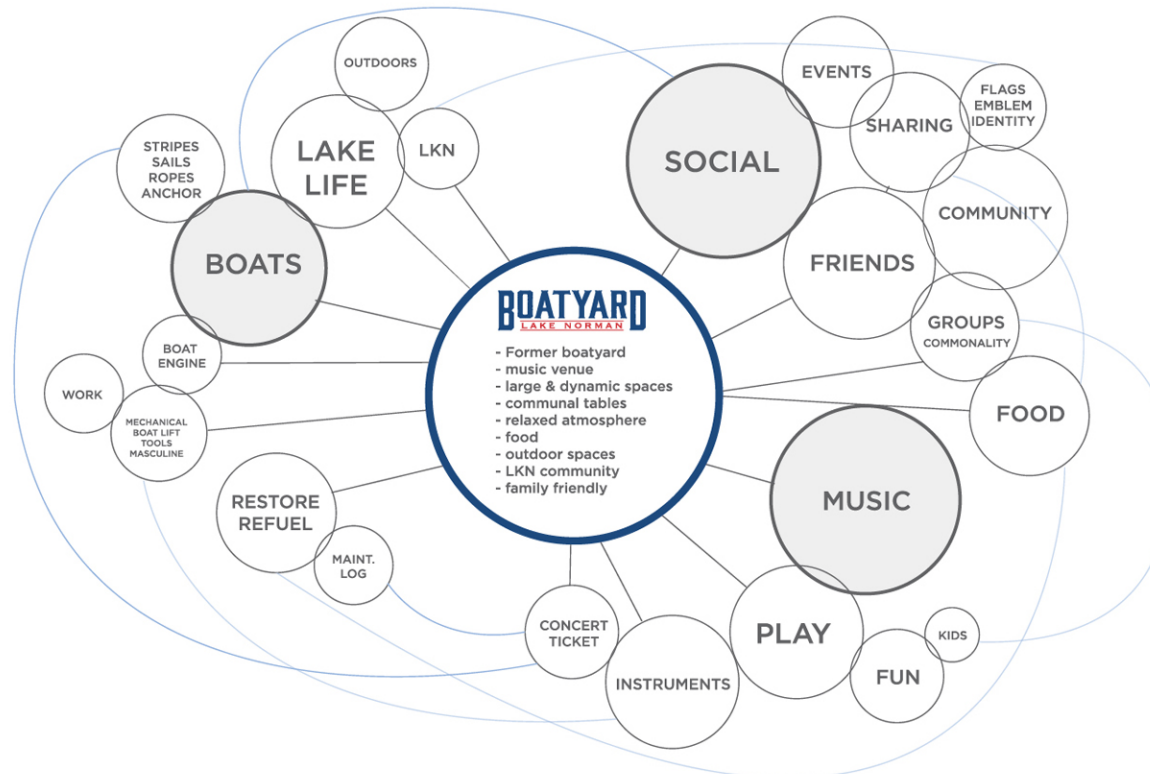 OUTDOORS
LAKE
LIFE
LKN
STRIPES
SAILS
ROPES
ANCHOR
BOATS
BOAT
ENGINE
WORK
MECHANICAL
BOAT LIFT
TOOLS
MASCULINE
RESTORE
REFUEL
MAINT.
LOG
BOATYARD
LAKE NORMAN
- Former boatyard
- music venue
- large & dynamic spaces
- communal tables
- relaxed atmosphere
- food
- outdoor spaces
- LKN community
- family friendly
SOCIAL
EVENTS
SHARING
FLAGS
EMBLEM
IDENTITY
COMMUNITY
FRIENDS
GROUPS
COMMONALITY
FOOD
MUSIC
CONCERT
TICKET
INSTRUMENTS
PLAY
FUN
KIDS